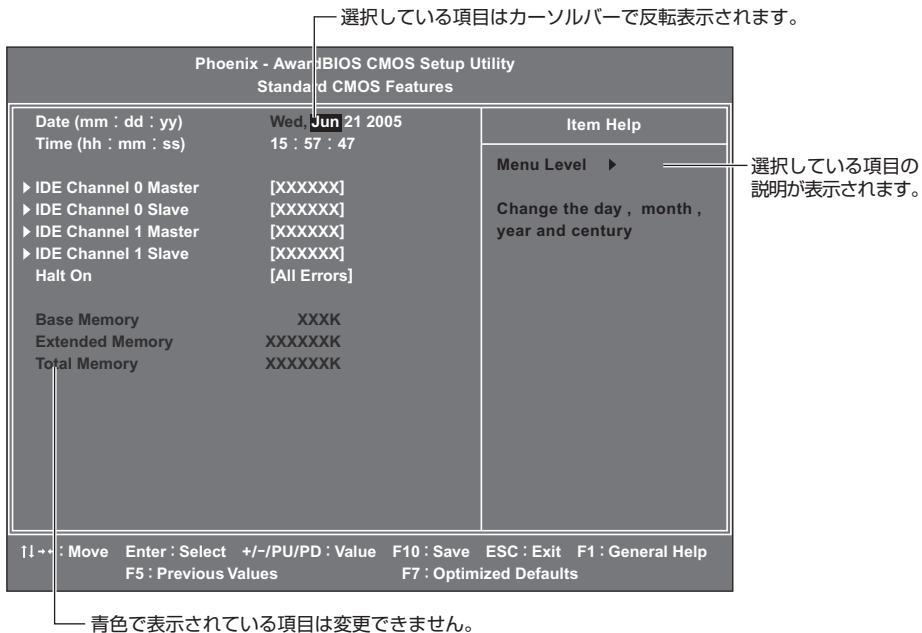 選択している項目はカーソルバーで反転表示されます。
Phoenix - AwardBIOS CMOS Setup Utility
Standard CMOS Features
Date (mm : dd : yy) Wed, Jun 21 2005
Time (hh : mm : ss) 15 : 57 : 47
IDE Channel 0 Master [XXXXXX]
IDE Channel 0 Slave [XXXXXX]
IDE Channel 1 Master [XXXXXX]
IDE Channel 1 Slave [XXXXXX]
Halt On [All Errors]
Base Memory XXXK
Extended Memory XXXXXXK
Total Memory XXXXXXK
Item Help
Menu Level ▶
Change the day , month ,
year and century
選択している項目の
説明が表示されます。
↑↓→← : Move Enter : Select +/-/PU/PD : Value F10 : Save ESC : Exit F1 : General Help
F5 : Previous Values F7 : Optimized Defaults
青色で表示されている項目は変更できません。